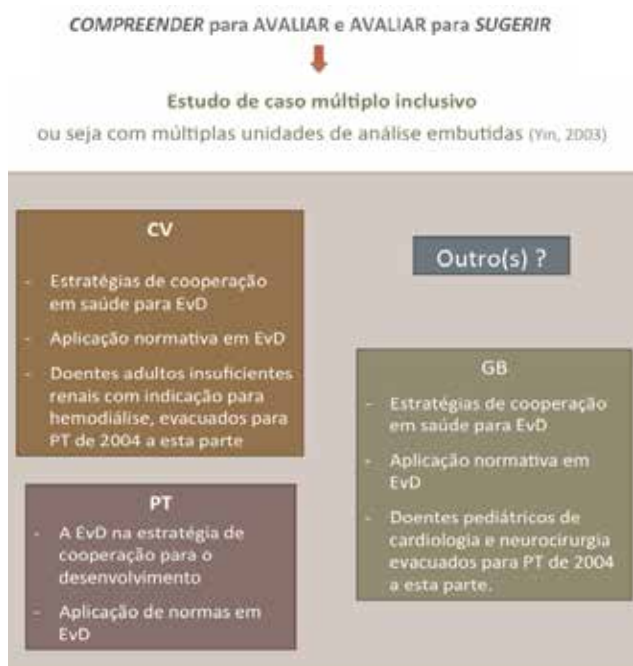 COMPREENDER para AVALIAR e AVALIAR para SUGERIR
Estudo de caso múltiplo inclusivo
ou seja com múltiplas unidades de análise embutidas (Yin, 2003)
CV
- Estratégias de cooperação
em saúde para EvD
- Aplicação normativa em EvD
- Doentes adultos insuficientes
renais com indicação para
hemodiálise, evacuados para
PT de 2004 a esta parte
Outro(s) ?
GB
- Estratégias de cooperação
em saúde para EvD
- Aplicação normativa em
EvD
- Doentes pediátricos de
cardiologia e neurocirurgia
evacuados para PT de 2004
a esta parte.
PT
- A EvD na estratégia de
cooperação para o
desenvolvimento
- Aplicação de normas em
EvD